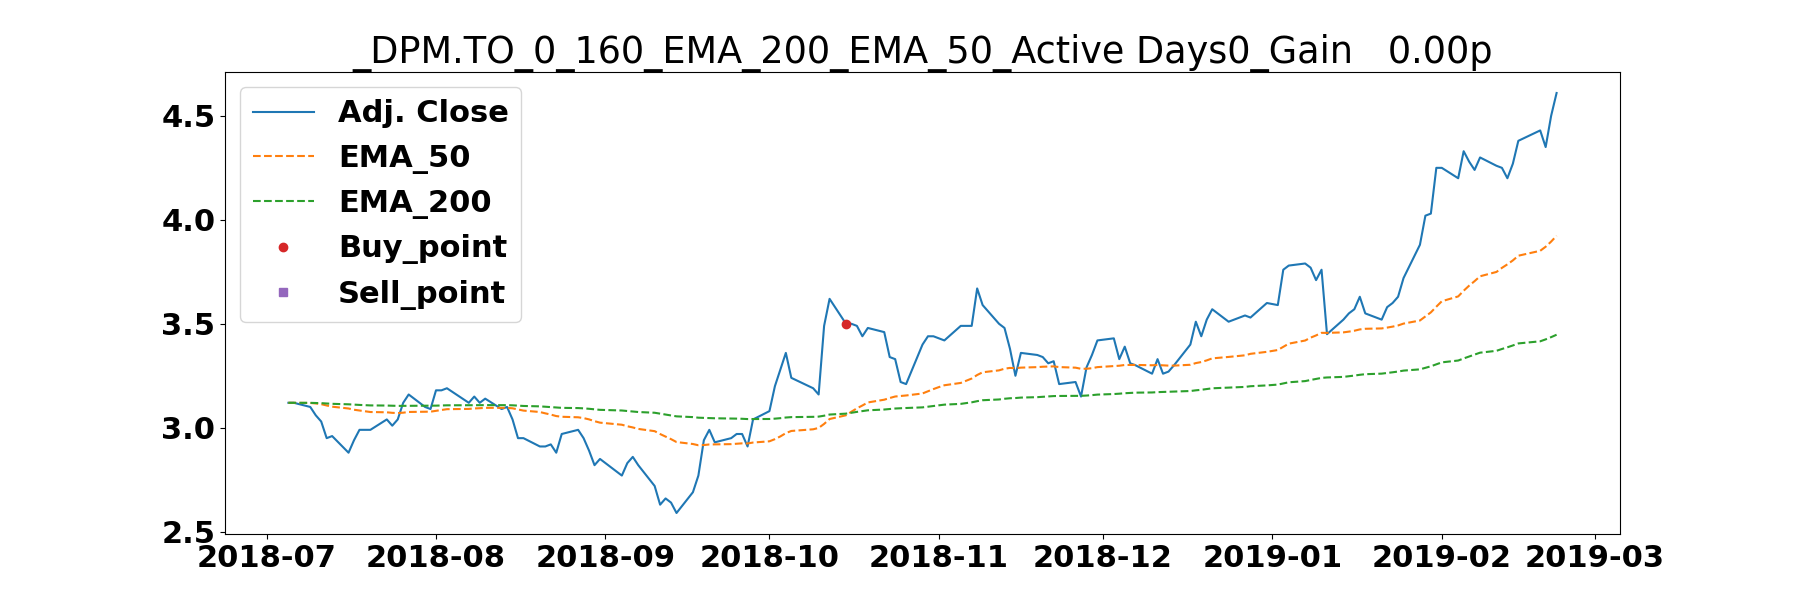 _DPM.TO_0_160_EMA_200_EMA_50_Active Days0_Gain   0.00p
Adj. Close
EMA_50
EMA_200
Buy_point
Sell_point
4.5
4.0
3.5
3.0
2.5
2018-07 2018-08 2018-09 2018-10 2018-11 2018-12 2019-01 2019-02 2019-03